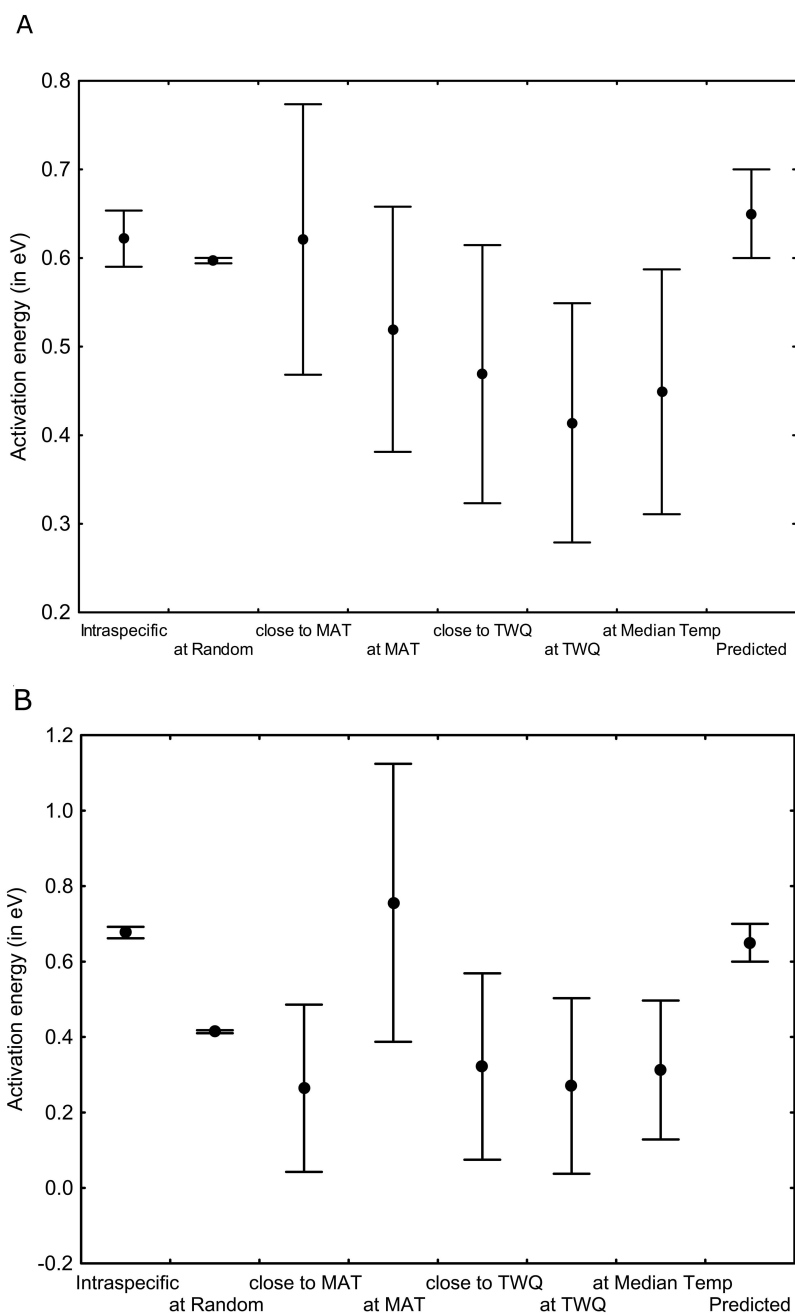 A
0.8
0.7
0.6
0.5
0.4
0.3
0.2
Activation energy (in eV)
Intraspecific close to MAT close to TWQ at Median Temp
at Random at MAT at TWQ Predicted
B
1.2
1.0
0.8
0.6
0.4
0.2
0.0
-0.2
Activation energy (in eV)
Intraspecific close to MAT close to TWQ at Median Temp
at Random at MAT at TWQ Predicted